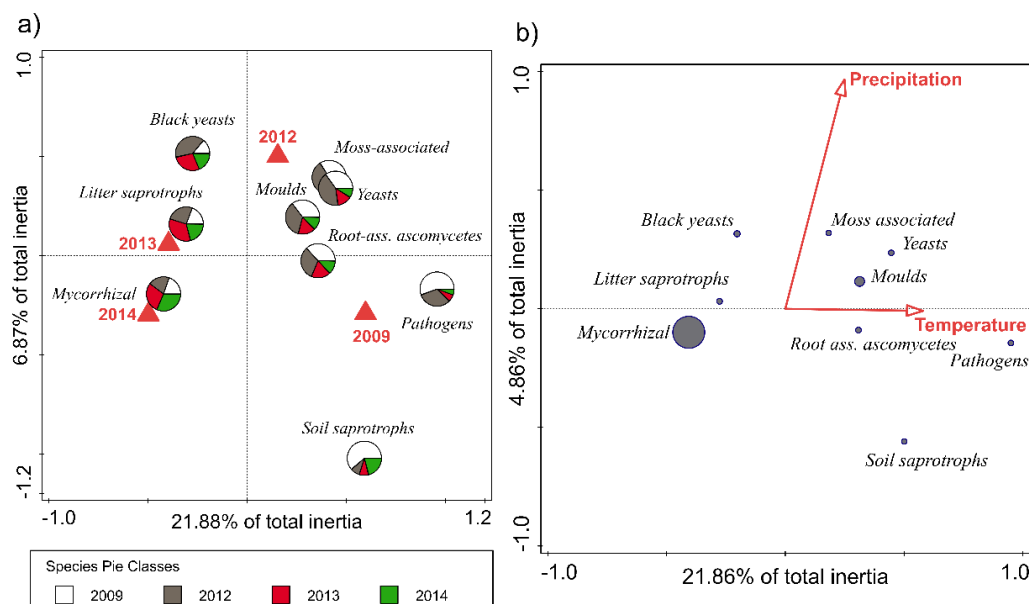 a)
1.0
6.87% of total inertia
-1.2
Black yeasts
2012
Moss-associated
Yeasts
Moulds
Litter saprotrophs
2013
Root-ass. ascomycetes
Mycorrhizal
2014
2009
Pathogens
Soil saprotrophs
-1.0
21.88% of total inertia
1.2
Species Pie Classes
2009
2012
2013
2014
b)
1.0
4.86% of total inertia
-1.0
Precipitation
Black yeasts
Moss associated
Yeasts
Moulds
Litter saprotrophs
Mycorrhizal
Temperature
Root ass. ascomycetes
Pathogens
Soil saprotrophs
-1.0
21.86% of total inertia
1.0